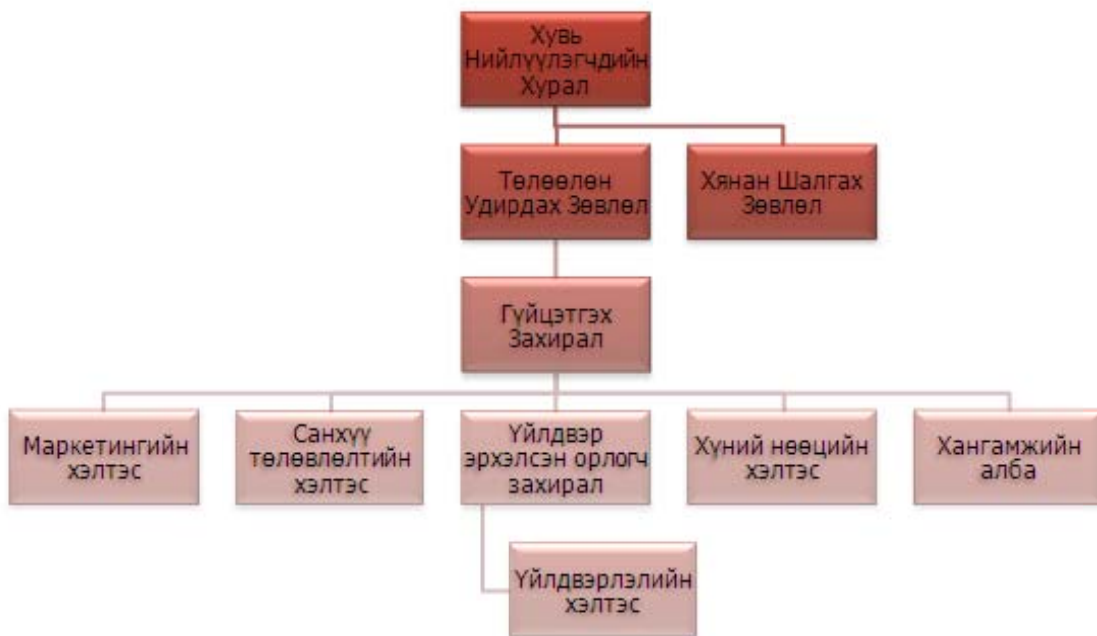 Хувь
Нийлүүлэгчдийн
Хурал
Төлөөлөн
Удирдах Зөвлөл
Хянан Шалгах
Зөвлөл
Гүйцэтгэх
Захирал
Маркетингийн
хэлтэс
Санхүү
төлөвлөлтийн
хэлтэс
Үйлдвэр
эрхэлсэн орлогч
захирал
Хүний нөөцийн
хэлтэс
Хангамжийн
алба
Үйлдвэрлэлийн
хэлтэс